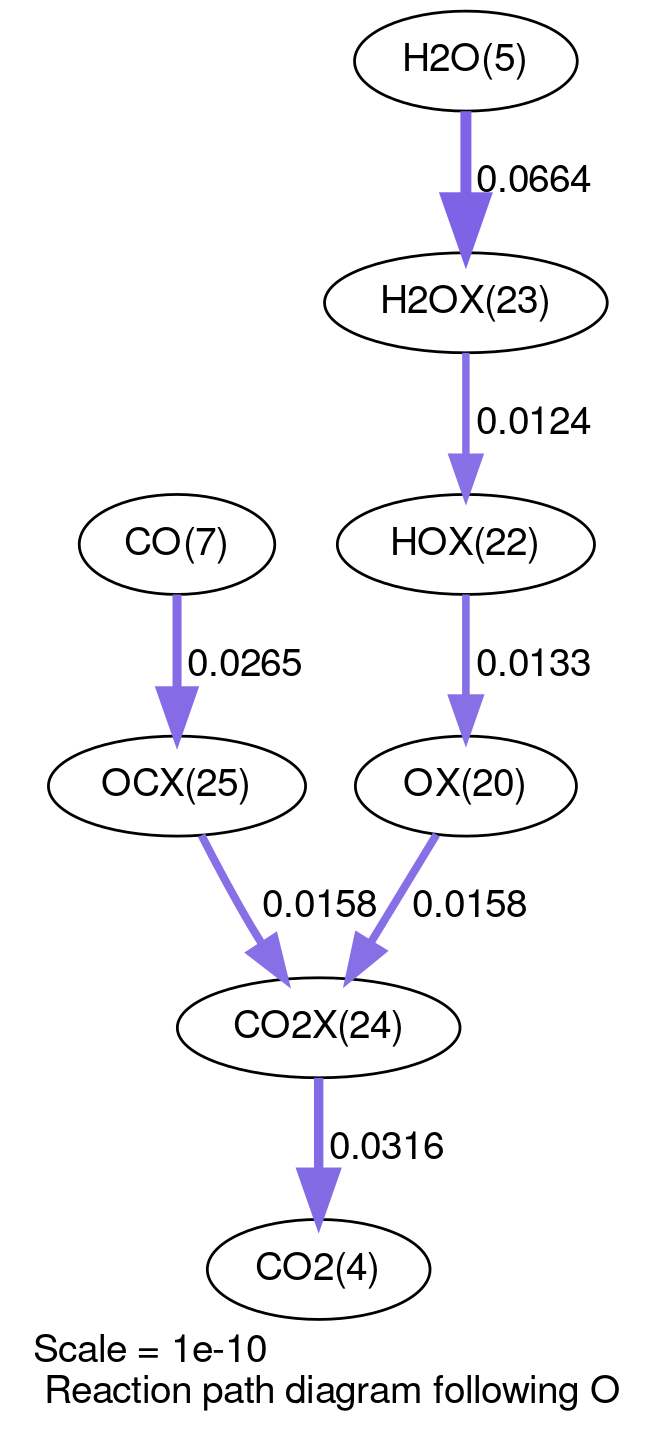 H2O(5)
0.0664
H2OX(23)
0.0124
CO(7)
HOX(22)
0.0265
0.0133
OCX(25)
OX(20)
0.0158
0.0158
CO2X(24)
0.0316
CO2(4)
Scale = 1e-10
Reaction path diagram following O